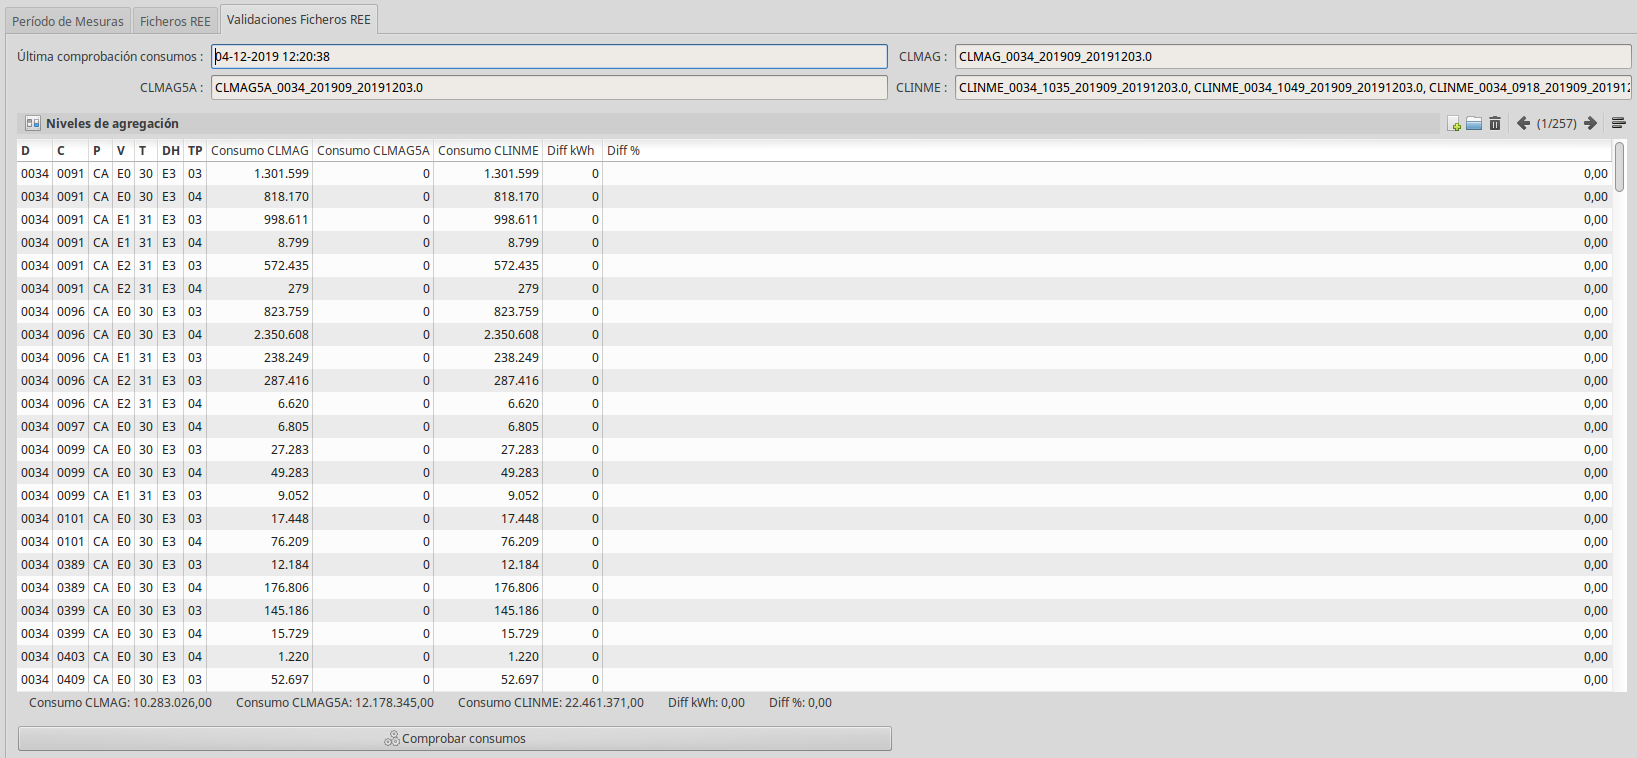 Período de Mesuras Ficheros REE Validaciones Ficheros REE
Última comprobación consumos : 04-12-2019 12:20:38 CLMAG : CLMAG_0034_201909_20191203.0
CLMAG5A : CLMAG5A_0034_201909_20191203.0 CLINME : CLINME_0034_1035_201909_20191203.0, CLINME_0034_1049_201909_20191203.0, CLINME_0034_0918_201909_20191
Niveles de agregación (1/257)
D C P V T DH TP Consumo CLMAG Consumo CLMAG5A Consumo CLINME Diff kWh Diff %
0034 0091 CA E0 30 E3 03 1.301.599 0 1.301.599 0 0,00
0034 0091 CA E0 30 E3 04 818.170 0 818.170 0 0,00
0034 0091 CA E1 31 E3 03 998.611 0 998.611 0 0,00
0034 0091 CA E1 31 E3 04 8.799 0 8.799 0 0,00
0034 0091 CA E2 31 E3 03 572.435 0 572.435 0 0,00
0034 0091 CA E2 31 E3 04 279 0 279 0 0,00
0034 0096 CA E0 30 E3 03 823.759 0 823.759 0 0,00
0034 0096 CA E0 30 E3 04 2.350.608 0 2.350.608 0 0,00
0034 0096 CA E1 31 E3 03 238.249 0 238.249 0 0,00
0034 0096 CA E2 31 E3 03 287.416 0 287.416 0 0,00
0034 0096 CA E2 31 E3 04 6.620 0 6.620 0 0,00
0034 0097 CA E0 30 E3 04 6.805 0 6.805 0 0,00
0034 0099 CA E0 30 E3 03 27.283 0 27.283 0 0,00
0034 0099 CA E0 30 E3 04 49.283 0 49.283 0 0,00
0034 0099 CA E1 31 E3 03 9.052 0 9.052 0 0,00
0034 0101 CA E0 30 E3 03 17.448 0 17.448 0 0,00
0034 0101 CA E0 30 E3 04 76.209 0 76.209 0 0,00
0034 0389 CA E0 30 E3 03 12.184 0 12.184 0 0,00
0034 0389 CA E0 30 E3 04 176.806 0 176.806 0 0,00
0034 0399 CA E0 30 E3 03 145.186 0 145.186 0 0,00
0034 0399 CA E0 30 E3 04 15.729 0 15.729 0 0,00
0034 0403 CA E0 30 E3 04 1.220 0 1.220 0 0,00
0034 0409 CA E0 30 E3 03 52.697 0 52.697 0 0,00
Consumo CLMAG: 10.283.026,00 Consumo CLMAG5A: 12.178.345,00 Consumo CLINME: 22.461.371,00 Diff kWh: 0,00 Diff %: 0,00
Comprobar consumos